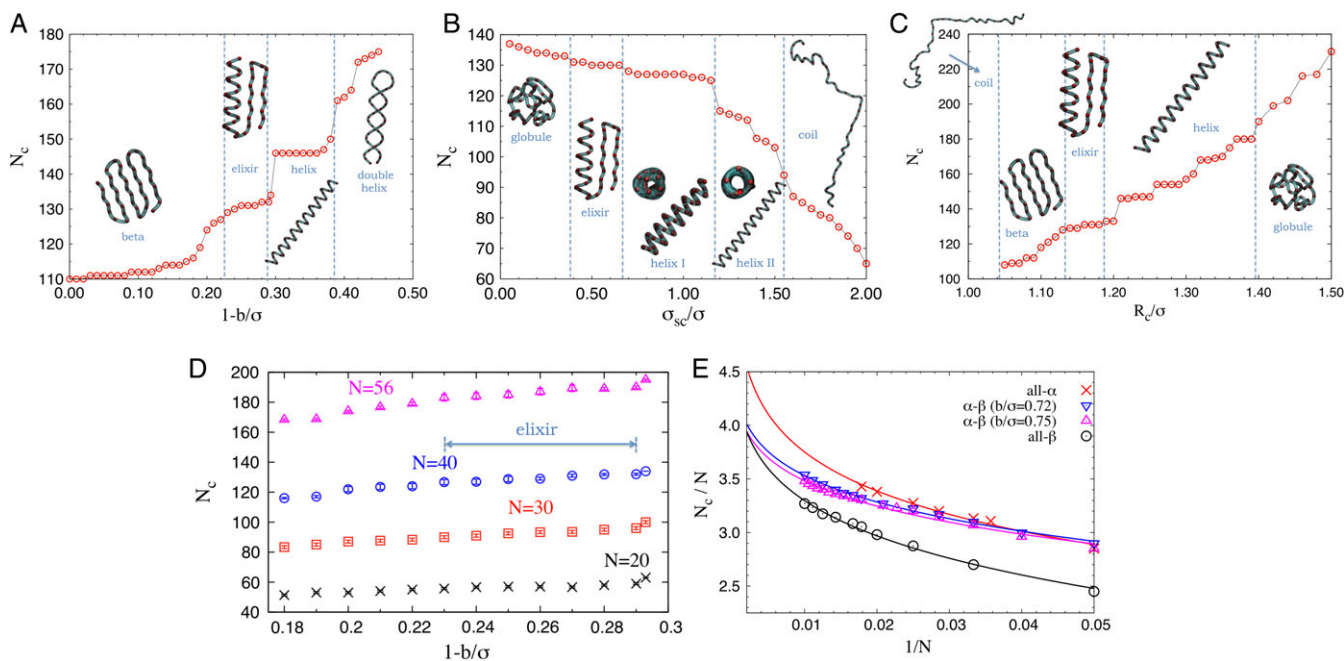 A
N_c
180
170
160
150
140
130
120
110
0.00
0.10
0.20
0.30
0.40
0.50
1-b/σ
beta
elixir
helix
double
helix
B
N_c
140
130
120
110
100
90
80
70
60
0.00
0.50
1.00
1.50
2.00
σ_sc/σ
globule
elixir
helix I
helix II
coil
C
N_c
240
220
200
180
160
140
120
100
1.00
1.10
1.20
1.30
1.40
1.50
R_c/σ
coil
beta
elixir
helix
globule
D
N_c
200
180
160
140
120
100
80
60
40
0.18
0.2
0.22
0.24
0.26
0.28
0.3
1-b/σ
N=56
elixir
N=40
N=30
N=20
E
N_c / N
4.5
4.0
3.5
3.0
2.5
0.01
0.02
0.03
0.04
0.05
1/N
all-α
α-β (b/σ=0.72)
α-β (b/σ=0.75)
all-β